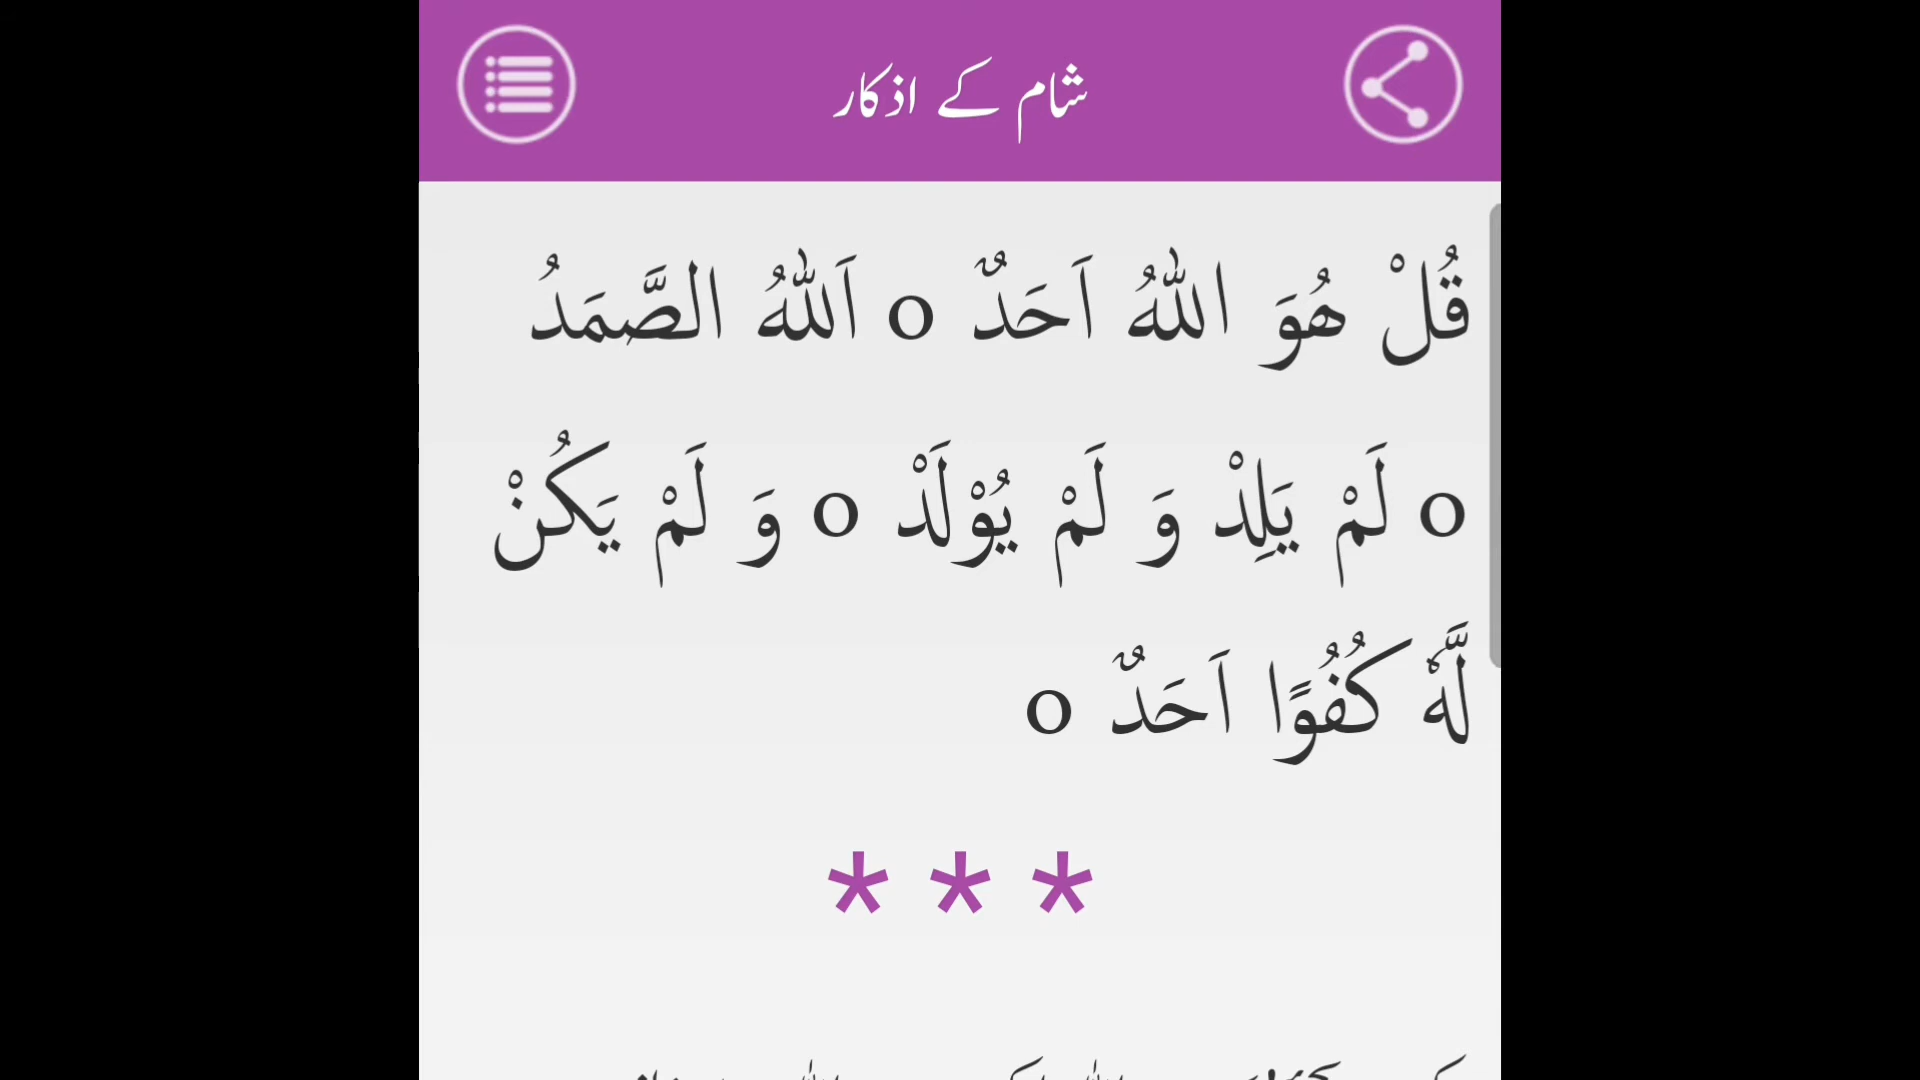 شام کے اذکار
قُلْ هُوَ اللّٰهُ اَحَدٌ o اَللّٰهُ الصَّمَدُ
o لَمْ يَلِدْ وَ لَمْ يُوْلَدْ o وَ لَمْ يَكُنْ
لَّهٗ كُفُوًا اَحَدٌ o
* * *